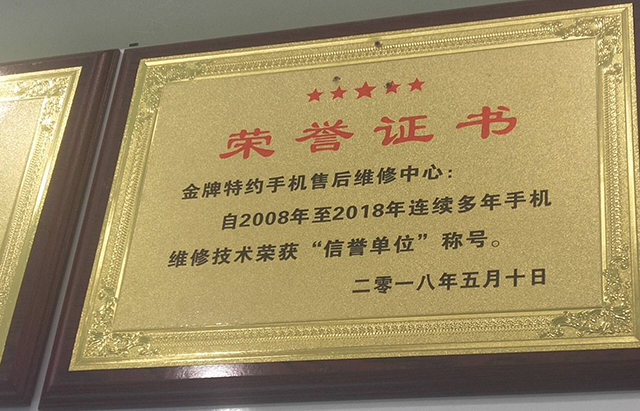 ★★★★★
荣誉证书
金牌特约手机售后维修中心：
自2008年至2018年连续多年手机
维修技术荣获“信誉单位”称号。
二零一八年五月十日